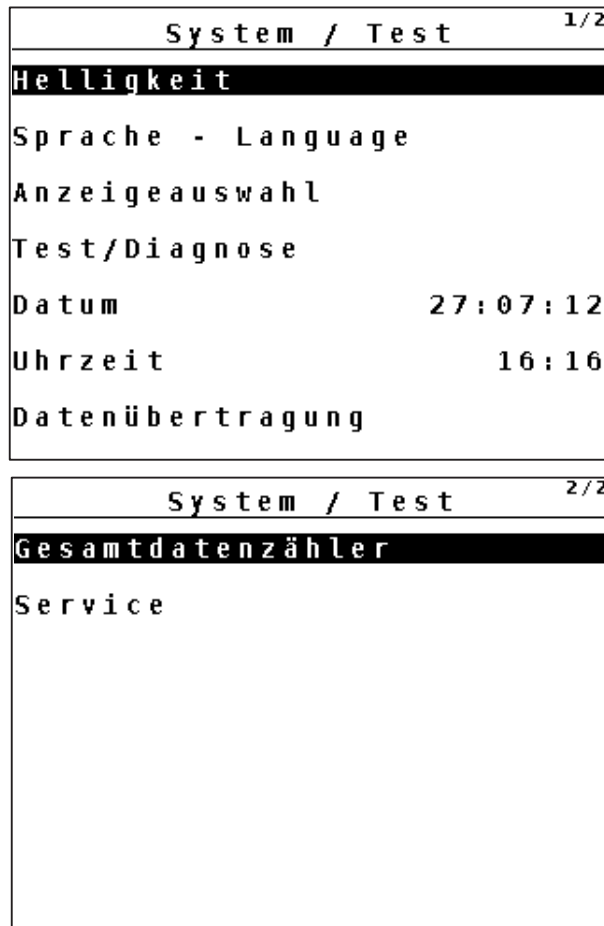 System / Test 1/2
Helligkeit
Sprache - Language
Anzeigeauswahl
Test/Diagnose
Datum 27:07:12
Uhrzeit 16:16
Datenübertragung
System / Test 2/2
Gesamtdatenzähler
Service